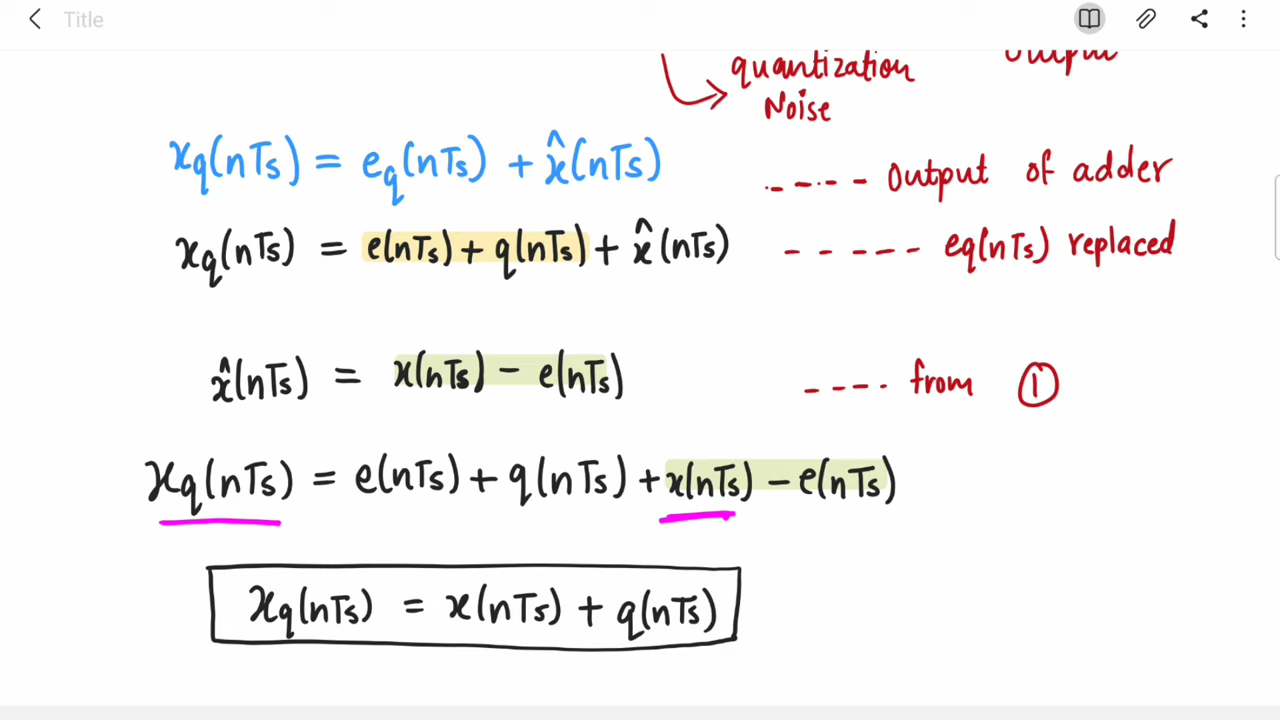 Title
quantization Output
Noise
xq(nTs) = eq(nTs) + x̂(nTs) ---- Output of adder
xq(nTs) = e(nTs) + q(nTs) + x̂(nTs) ----- eq(nTs) replaced
x̂(nTs) = x(nTs) - e(nTs) ---- from ①
xq(nTs) = e(nTs) + q(nTs) + x(nTs) - e(nTs)
xq(nTs) = x(nTs) + q(nTs)